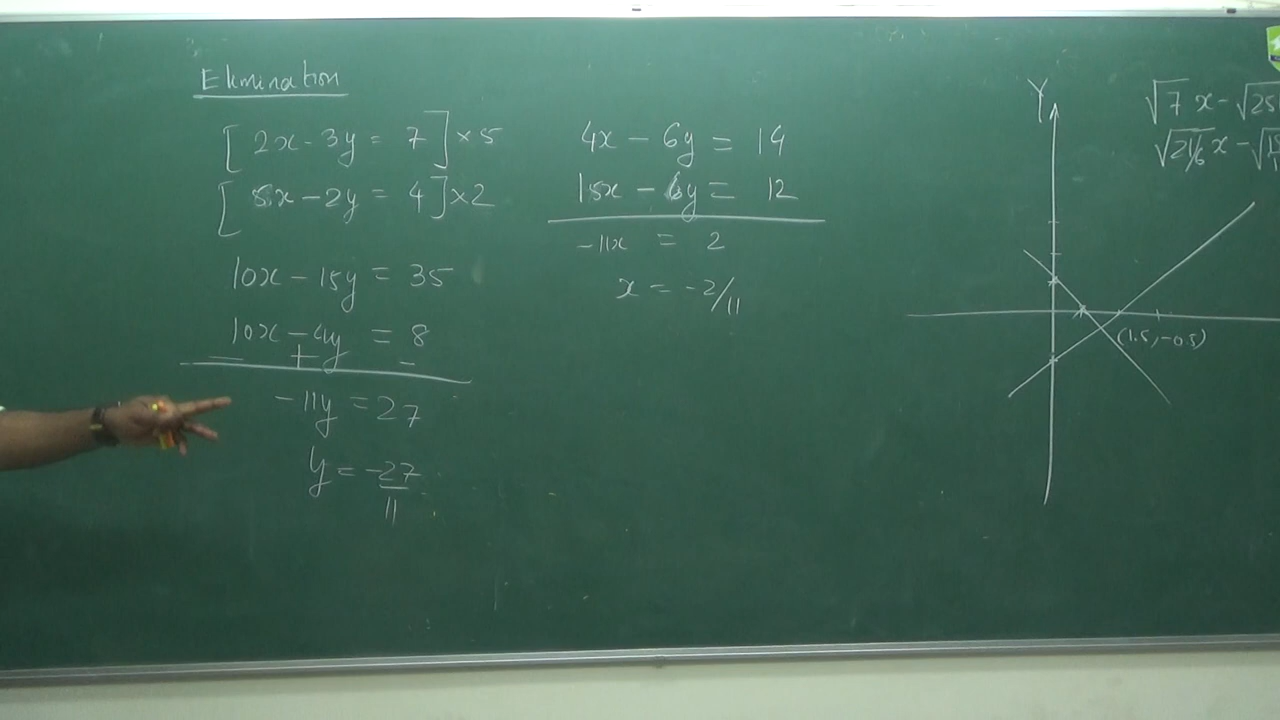 Elimination
[2x - 3y = 7] × 5
[5x - 2y = 4] × 2
10x - 15y = 35
10x - 4y = 8
- + -
-11y = 27
y = -27/11
4x - 6y = 14
15x - 6y = 12
-11x = 2
x = -2/11
Y
√7 x - √25
(1.5, -0.5)